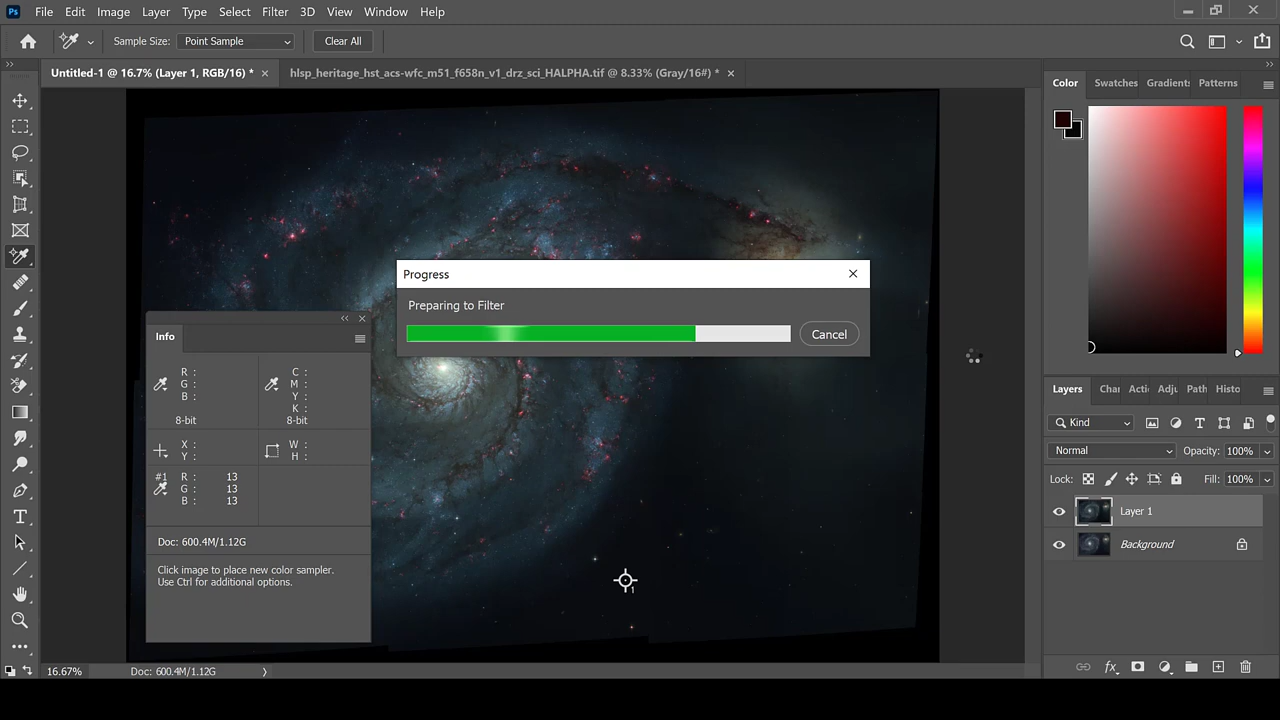 Ps File Edit Image Layer Type Select Filter 3D View Window Help
Sample Size: Point Sample Clear All
Untitled-1 @ 16.7% (Layer 1, RGB/16) * hlsp_heritage_hst_acs-wfc_m51_f658n_v1_drz_sci_HALPHA.tif @ 8.33% (Gray/16#) *
Color Swatches Gradients Patterns
Progress
Preparing to Filter
Cancel
Info
R : C :
G : M :
B : Y :
K :
8-bit 8-bit
X : W :
Y : H :
#1 R : 13
G : 13
B : 13
Doc: 600.4M/1.12G
Click image to place new color sampler.
Use Ctrl for additional options.
1
Layers Char Acti Adju Path Histo
Kind
Normal Opacity: 100%
Lock: Fill: 100%
Layer 1
Background
fx
16.67% Doc: 600.4M/1.12G